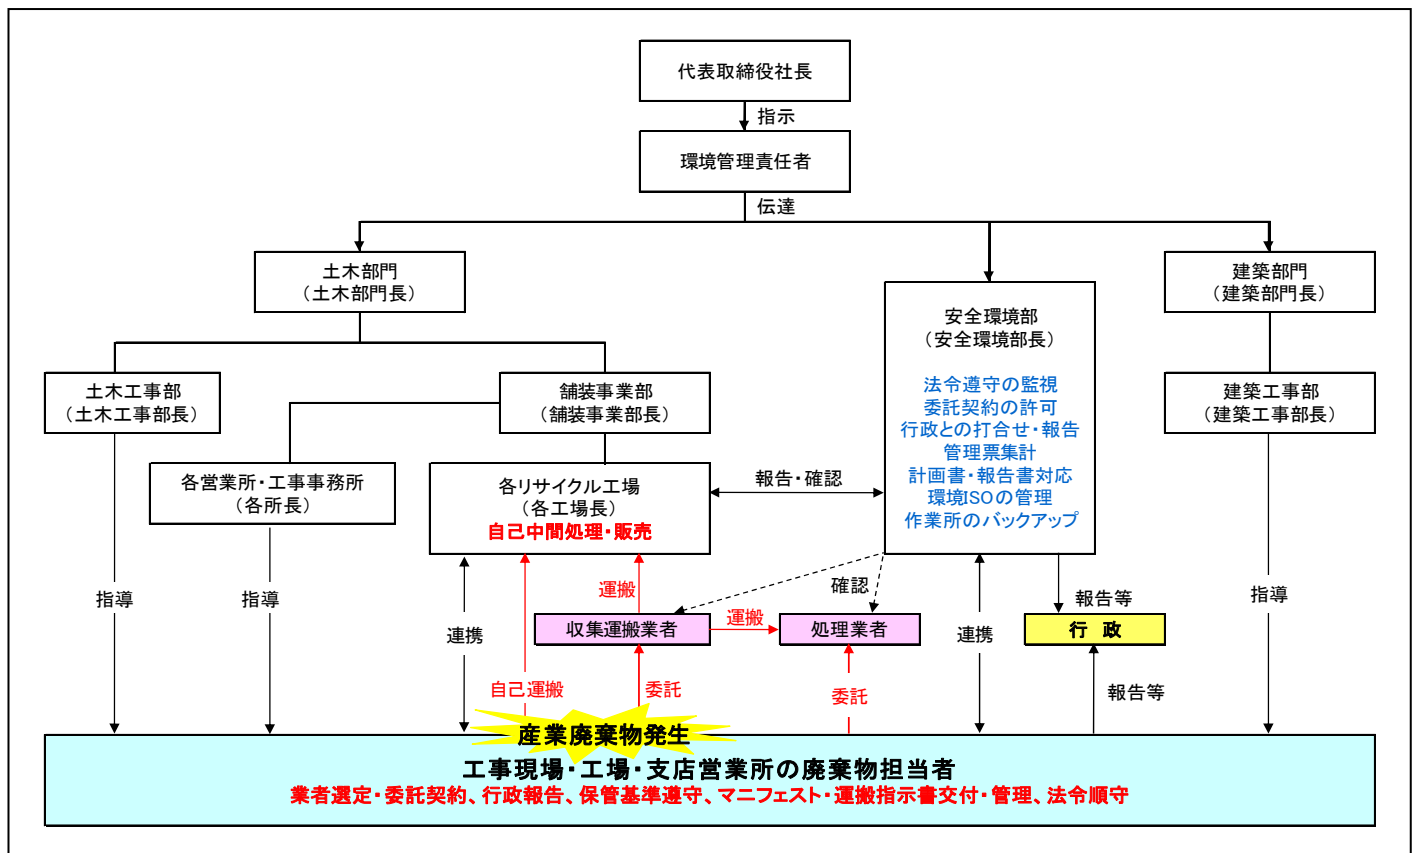 代表取締役社長
指示
環境管理責任者
伝達
土木部門
（土木部門長）
建築部門
（建築部門長）
安全環境部
（安全環境部長）
法令遵守の監視
委託契約の許可
行政との打合せ・報告
管理票集計
計画書・報告書対応
環境ISOの管理
作業所のバックアップ
土木工事部
（土木工事部長）
舗装事業部
（舗装事業部長）
建築工事部
（建築工事部長）
各営業所・工事事務所
（各所長）
各リサイクル工場
（各工場長）
自己中間処理・販売
報告・確認
指導
指導
連携
運搬
確認
報告等
指導
収集運搬業者
運搬
処理業者
連携
行　政
自己運搬
委託
委託
報告等
産業廃棄物発生
工事現場・工場・支店営業所の廃棄物担当者
業者選定・委託契約、行政報告、保管基準遵守、マニフェスト・運搬指示書交付・管理、法令順守